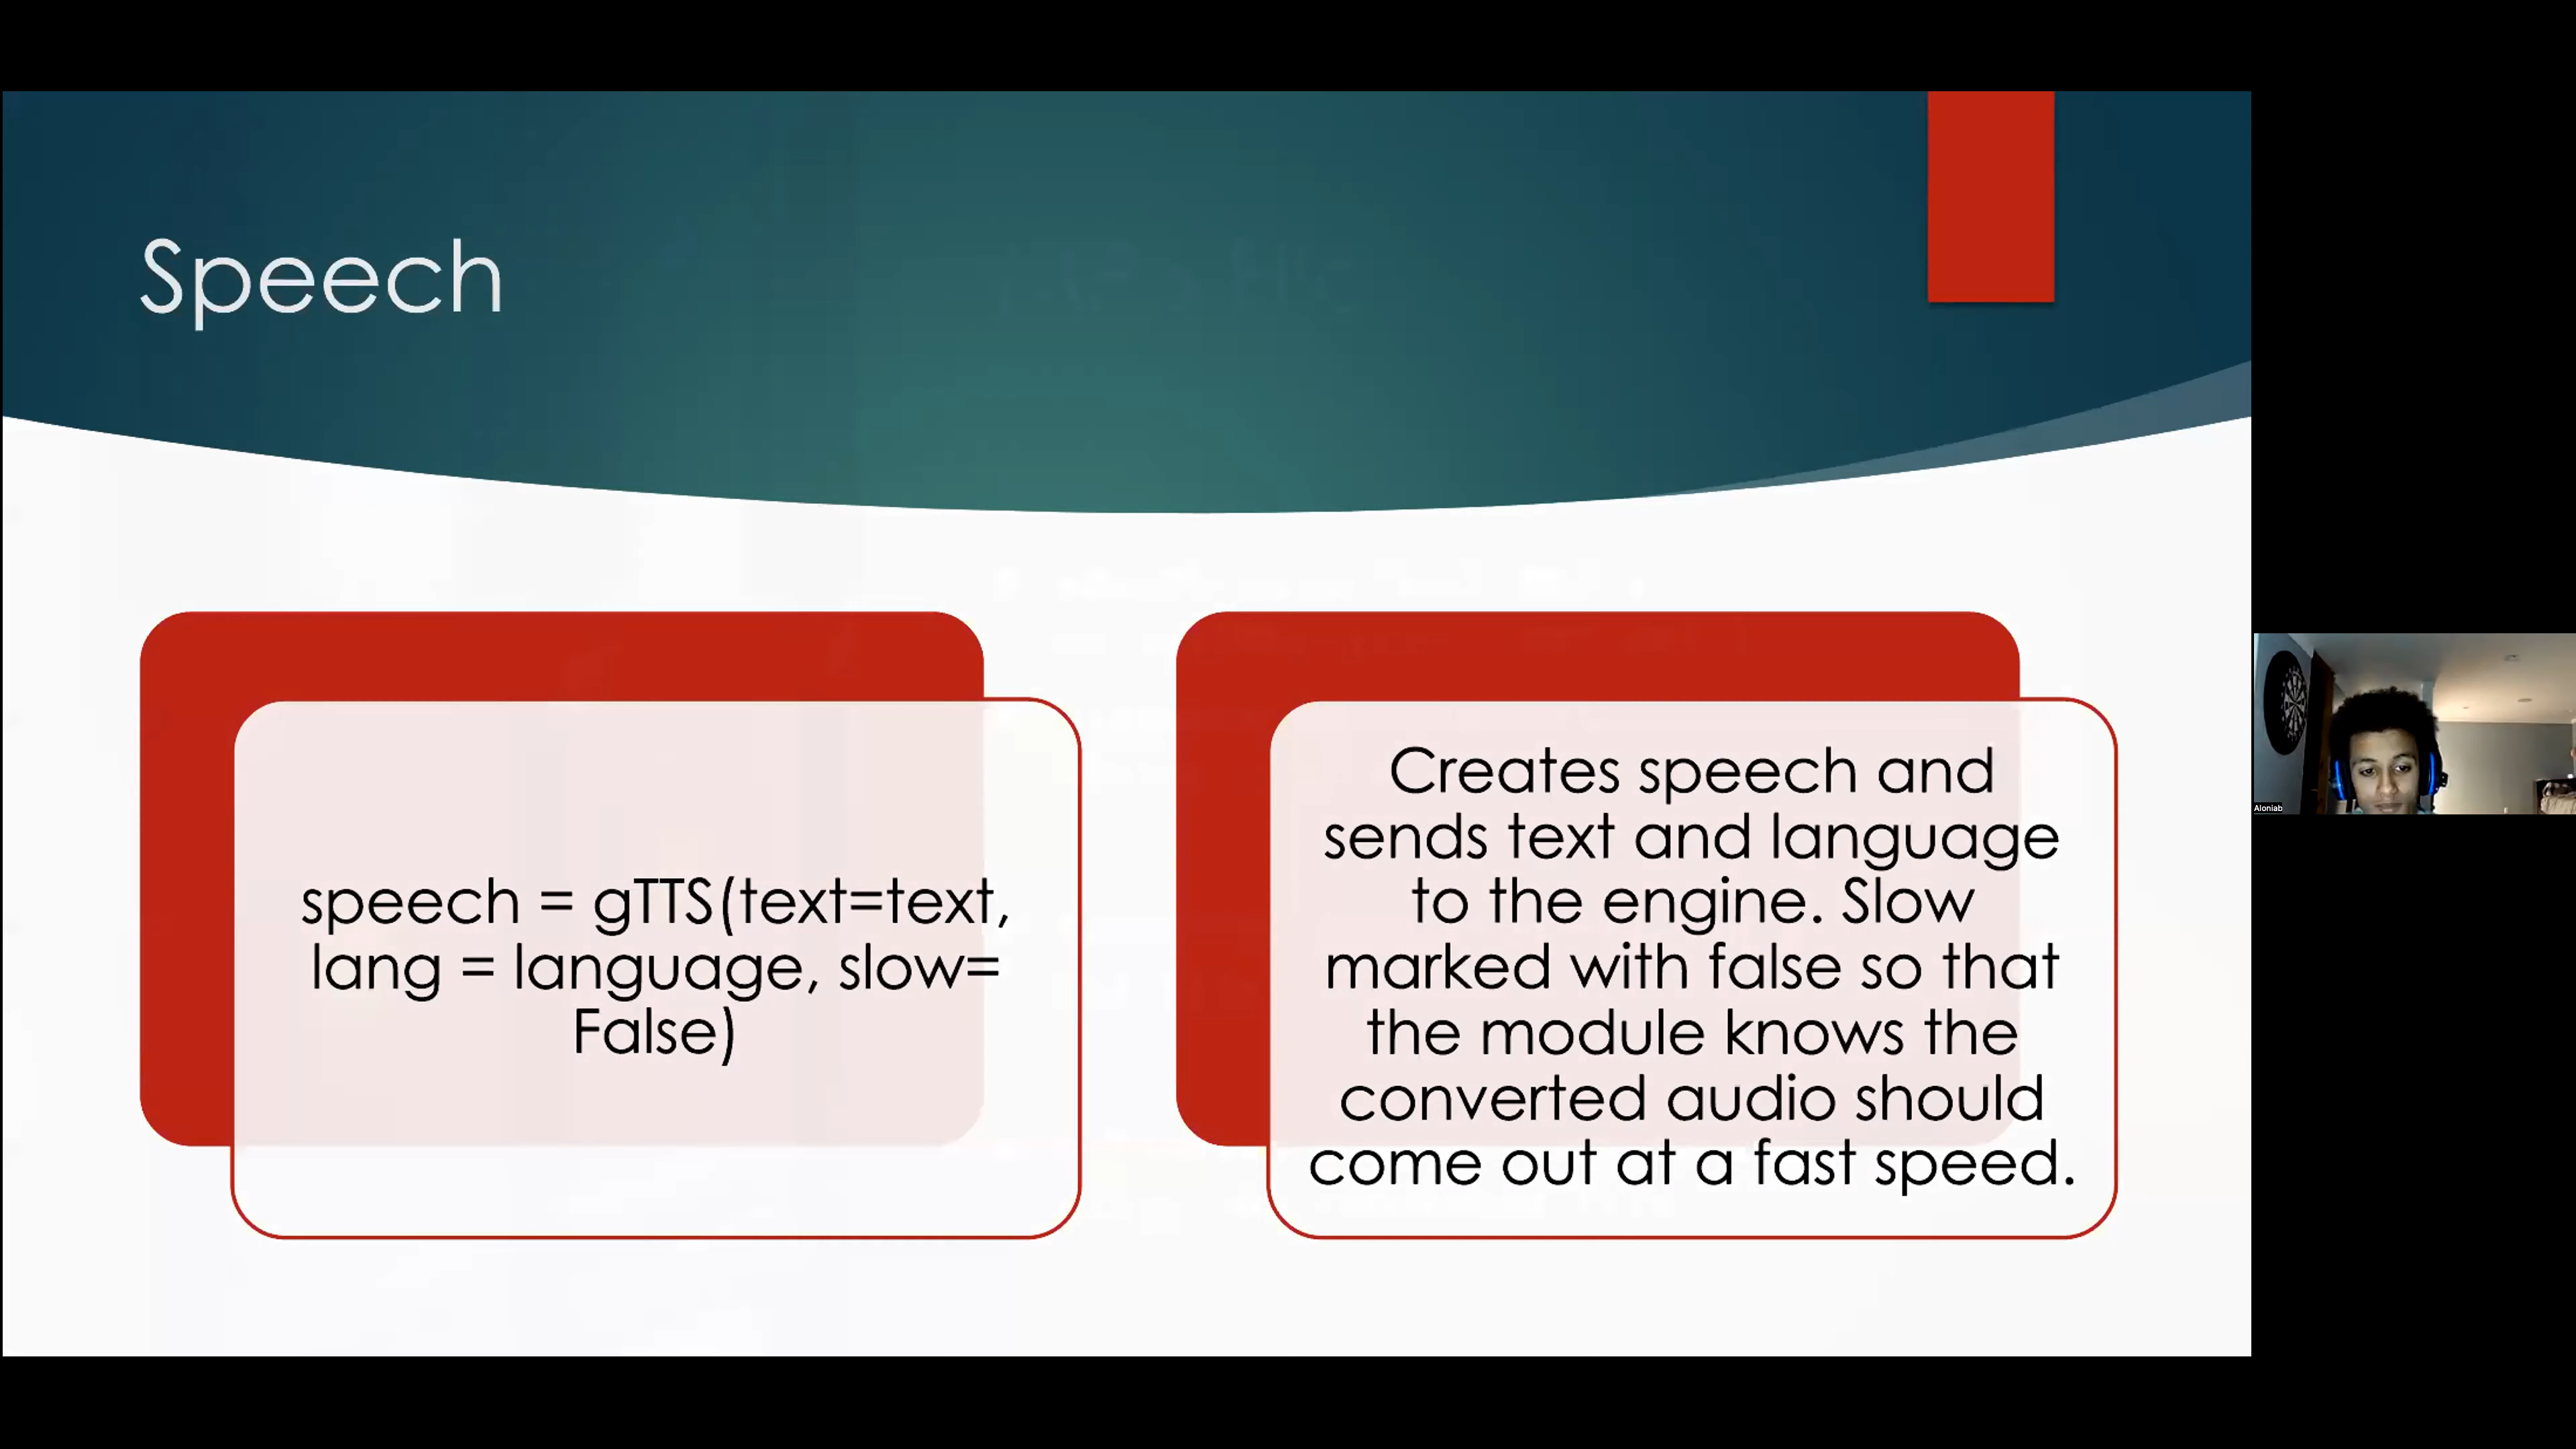 Speech
speech = gTTS(text=text,
lang = language, slow=
False)
Creates speech and
sends text and language
to the engine. Slow
marked with false so that
the module knows the
converted audio should
come out at a fast speed.
Aloniab